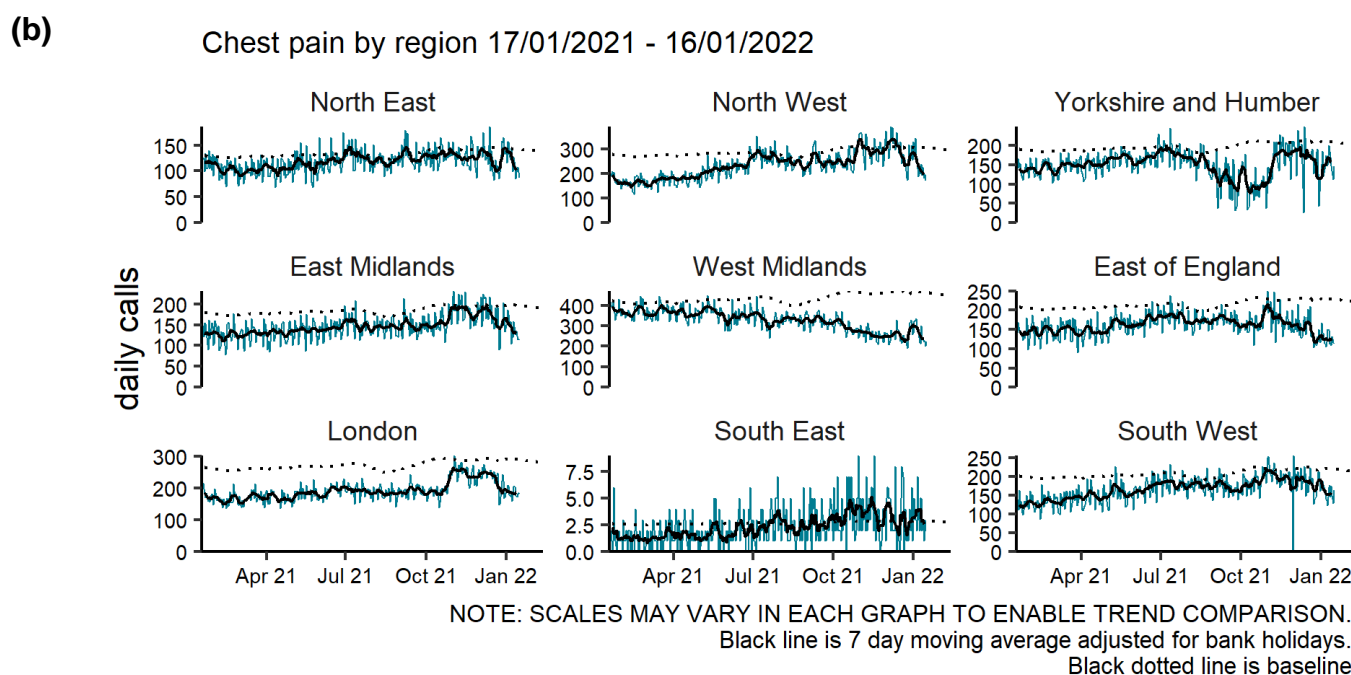 (b)
Chest pain by region 17/01/2021 - 16/01/2022
daily calls
North East
150
100
50
0
North West
300
200
100
0
Yorkshire and Humber
200
150
100
50
0
East Midlands
200
150
100
50
0
West Midlands
400
300
200
100
0
East of England
250
200
150
100
50
0
London
300
200
100
0
South East
7.5
5.0
2.5
0.0
South West
250
200
150
100
50
0
Apr 21 Jul 21 Oct 21 Jan 22
Apr 21 Jul 21 Oct 21 Jan 22
Apr 21 Jul 21 Oct 21 Jan 22
NOTE: SCALES MAY VARY IN EACH GRAPH TO ENABLE TREND COMPARISON.
Black line is 7 day moving average adjusted for bank holidays.
Black dotted line is baseline